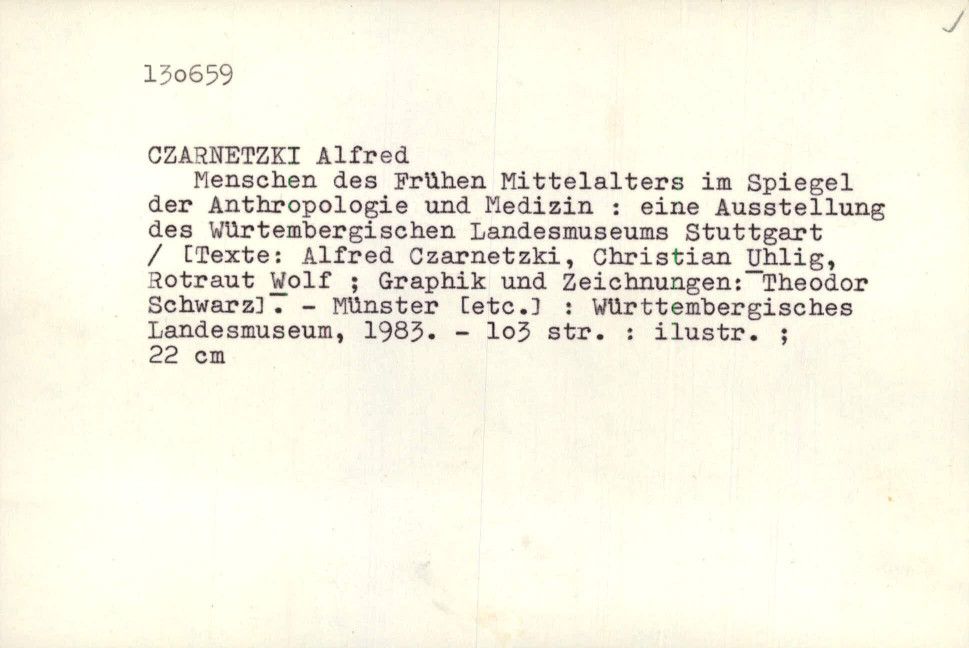 13o659
CZARNETZKI Alfred
Menschen des Frühen Mittelalters im Spiegel
der Anthropologie und Medizin : eine Ausstellung
des Würtembergischen Landesmuseums Stuttgart
/ [Texte: Alfred Czarnetzki, Christian Uhlig,
Rotraut Wolf ; Graphik und Zeichnungen: Theodor
Schwarz]. - Münster [etc.] : Württembergisches
Landesmuseum, 1983. - lo3 str. : ilustr. ;
22 cm